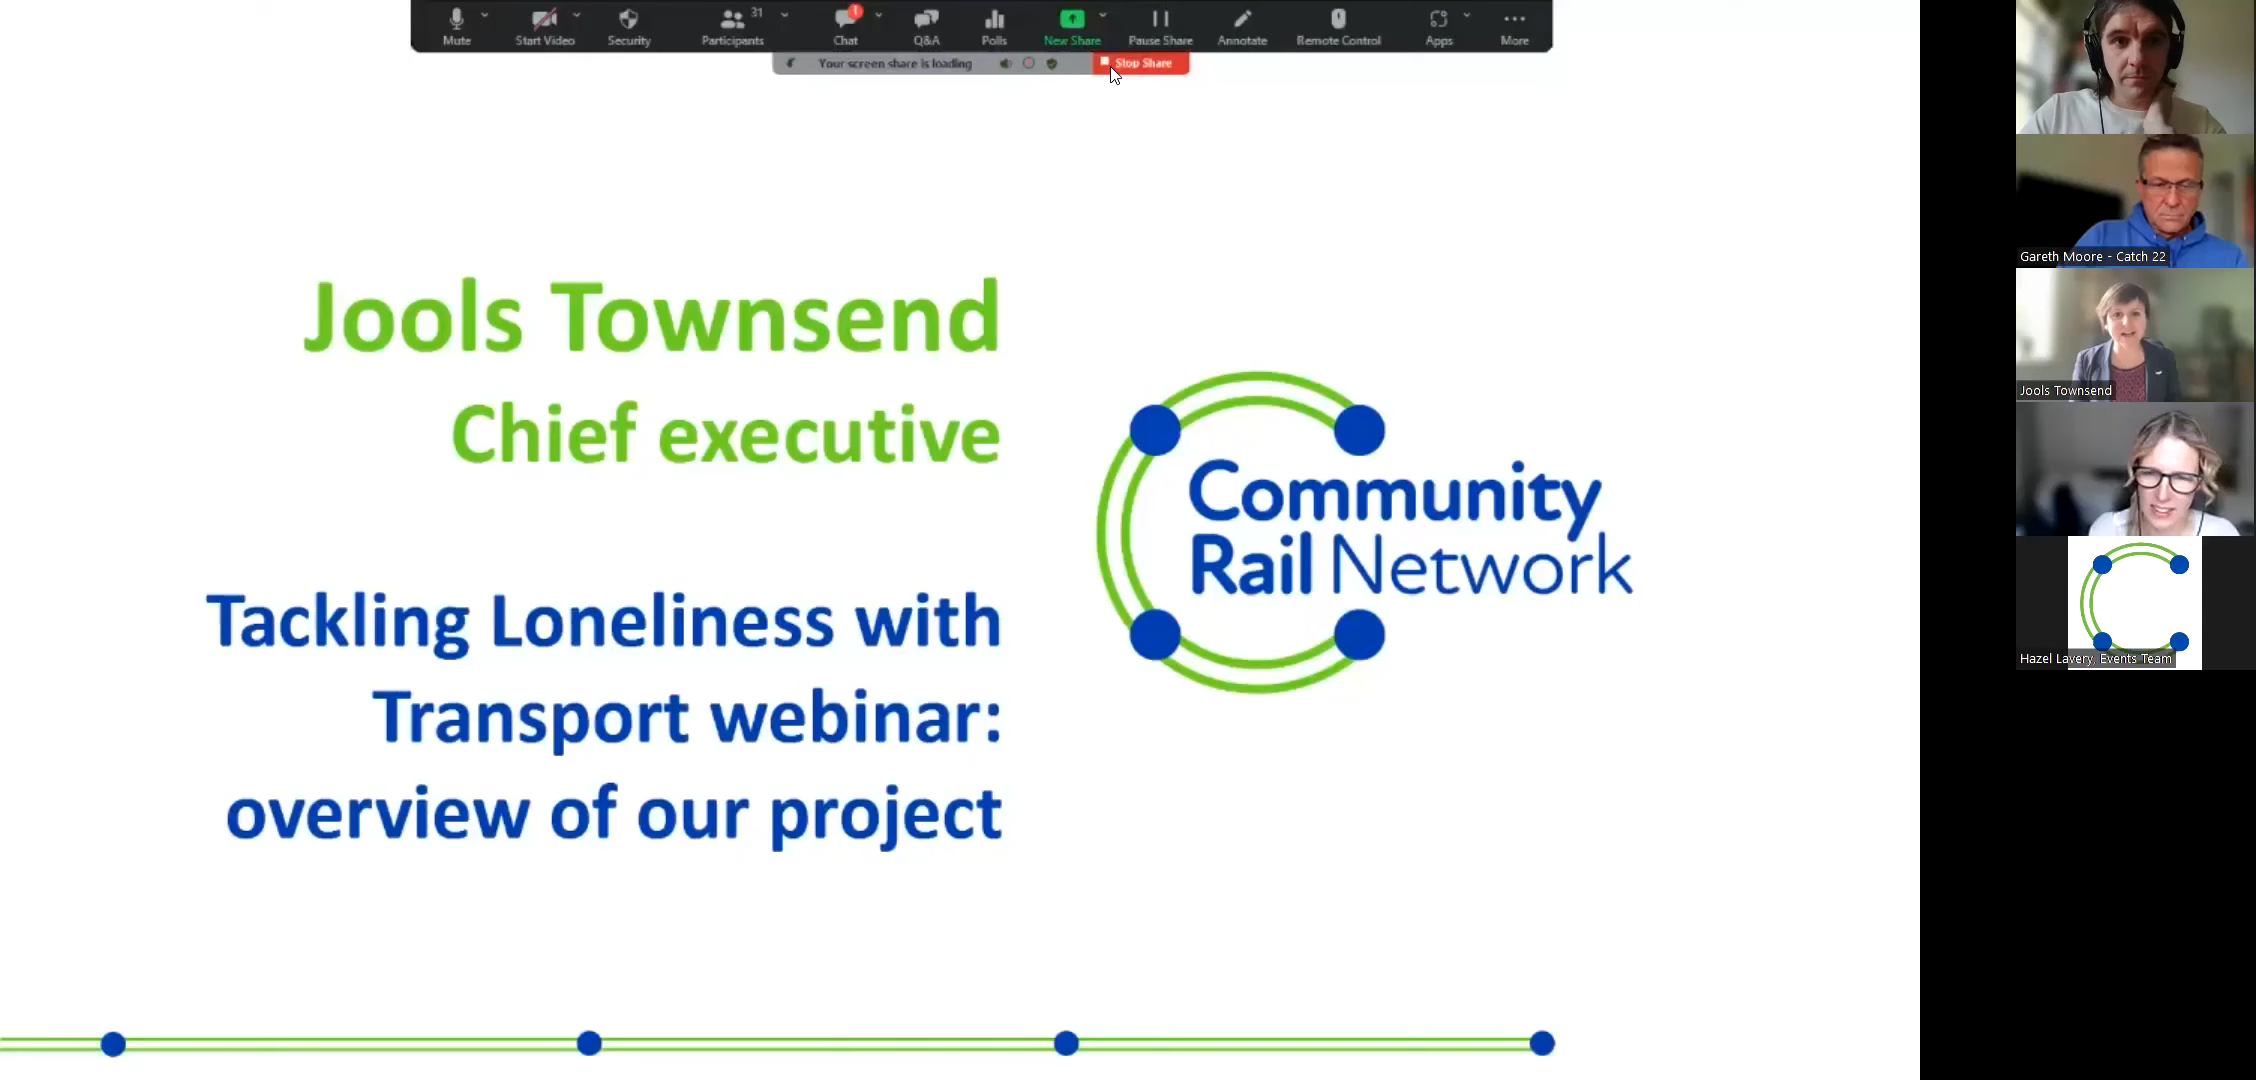 Mute
Start Video
Security
Participants
31
Chat
1
Q&A
Polls
New Share
Pause Share
Annotate
Remote Control
Apps
More
Your screen share is loading
Stop Share
Jools Townsend
Chief executive
Tackling Loneliness with
Transport webinar:
overview of our project
Community
Rail Network
Gareth Moore - Catch 22
Jools Townsend
Hazel Lavery, Events Team